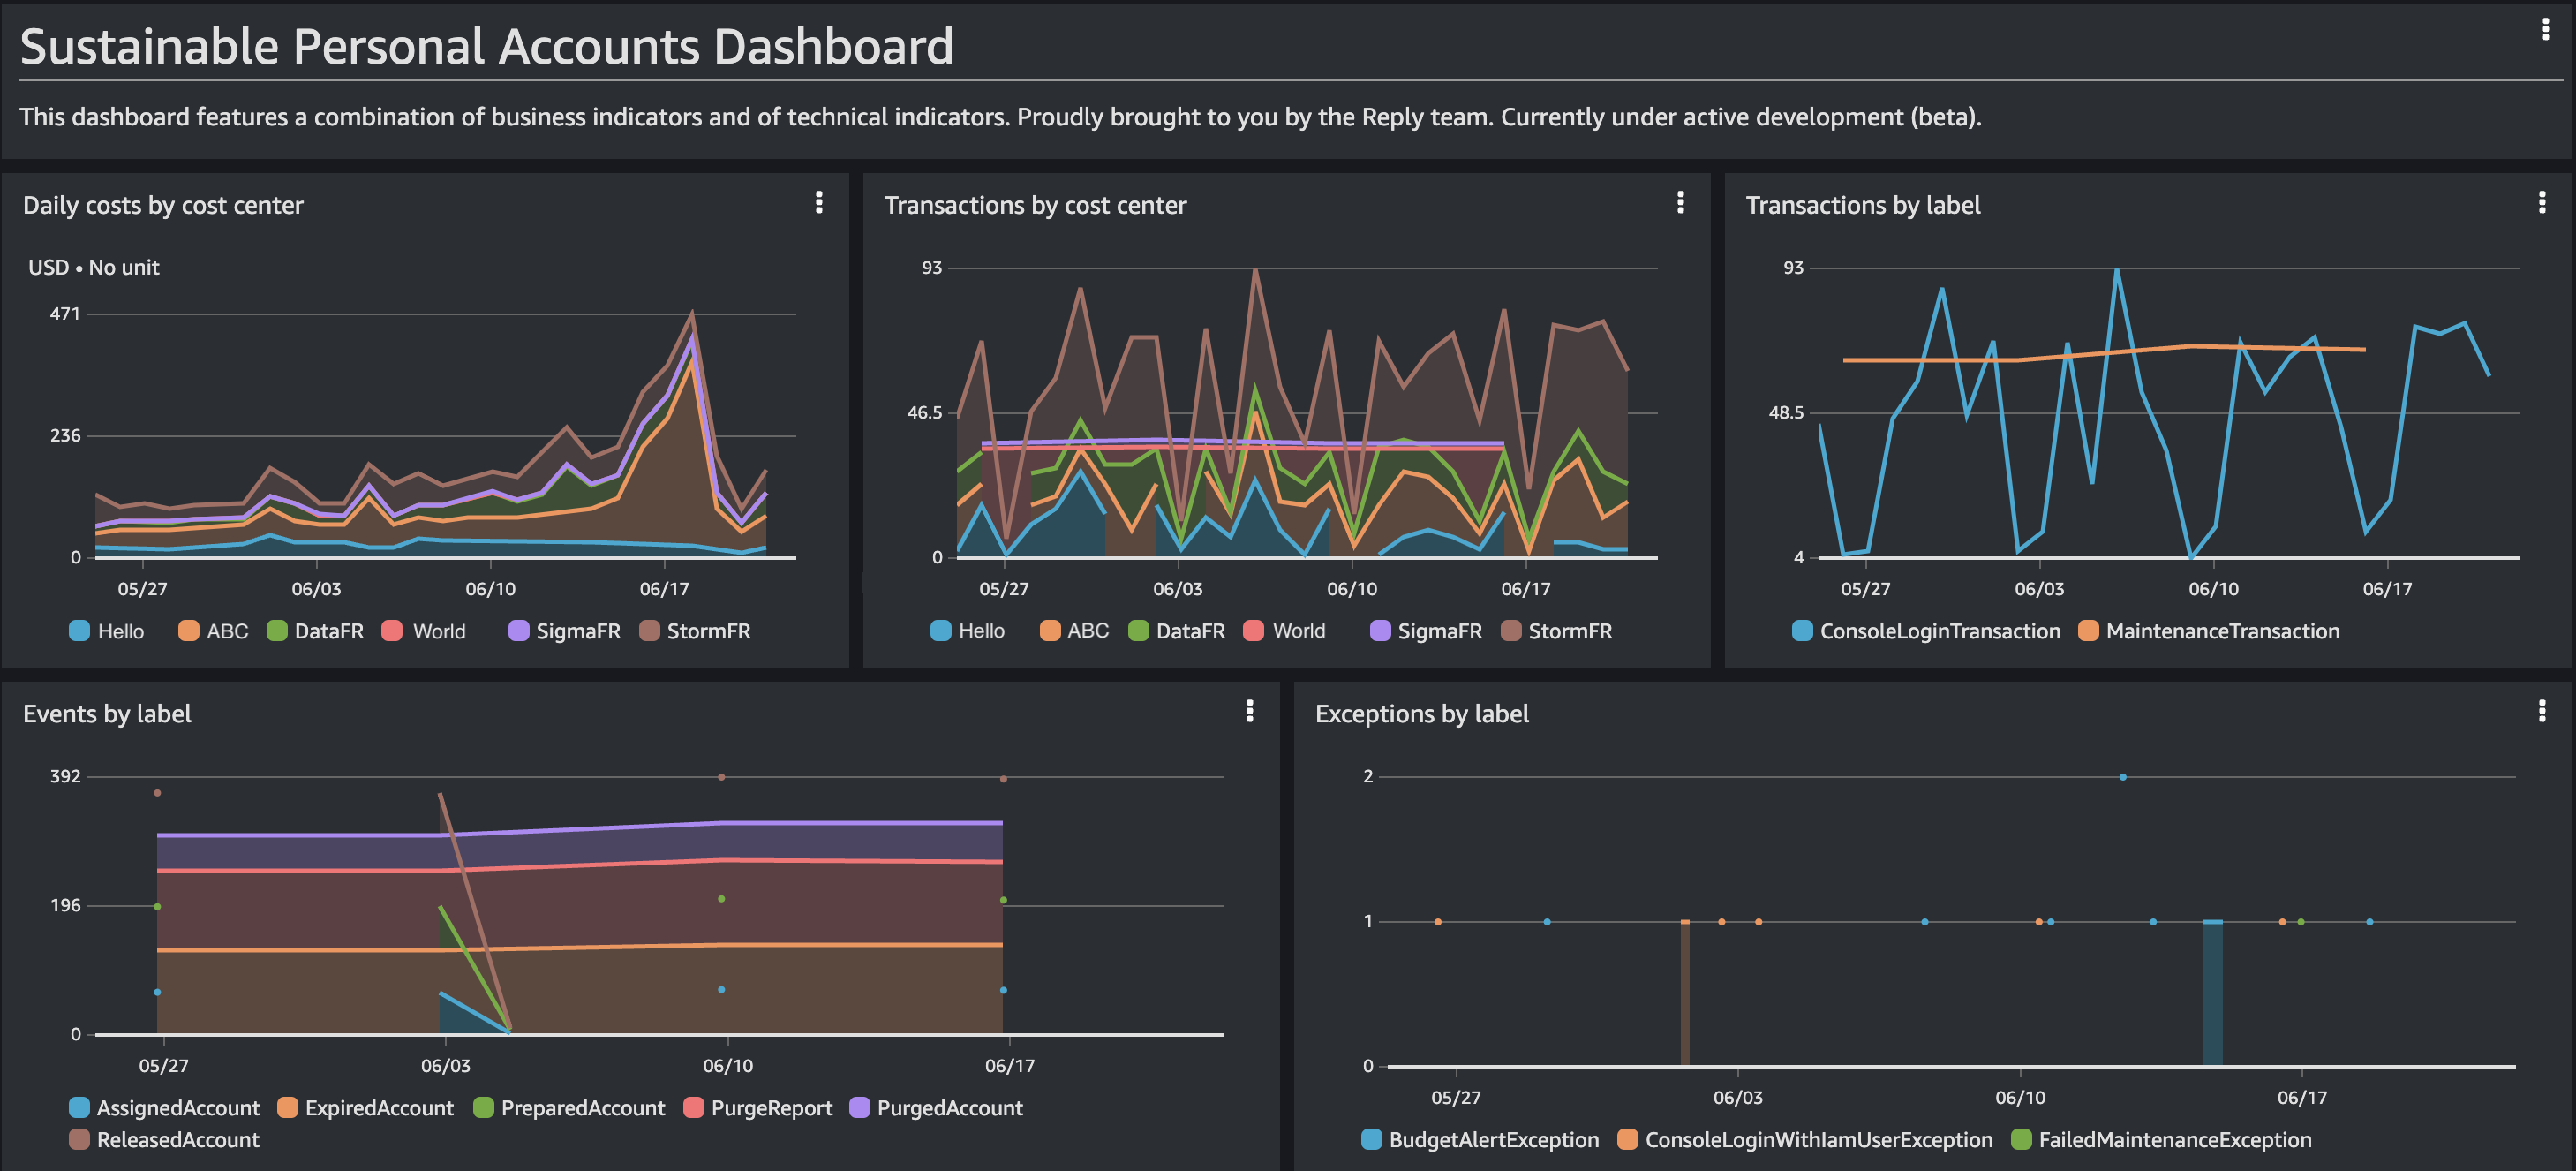 Sustainable Personal Accounts Dashboard
This dashboard features a combination of business indicators and of technical indicators. Proudly brought to you by the Reply team. Currently under active development (beta).
Daily costs by cost center
USD • No unit
471
236
0
05/27 06/03 06/10 06/17
Hello ABC DataFR World SigmaFR StormFR
Transactions by cost center
93
46.5
0
05/27 06/03 06/10 06/17
Hello ABC DataFR World SigmaFR StormFR
Transactions by label
93
48.5
4
05/27 06/03 06/10 06/17
ConsoleLoginTransaction MaintenanceTransaction
Events by label
392
196
0
05/27 06/03 06/10 06/17
AssignedAccount ExpiredAccount PreparedAccount PurgeReport PurgedAccount
ReleasedAccount
Exceptions by label
2
1
0
05/27 06/03 06/10 06/17
BudgetAlertException ConsoleLoginWithIamUserException FailedMaintenanceException